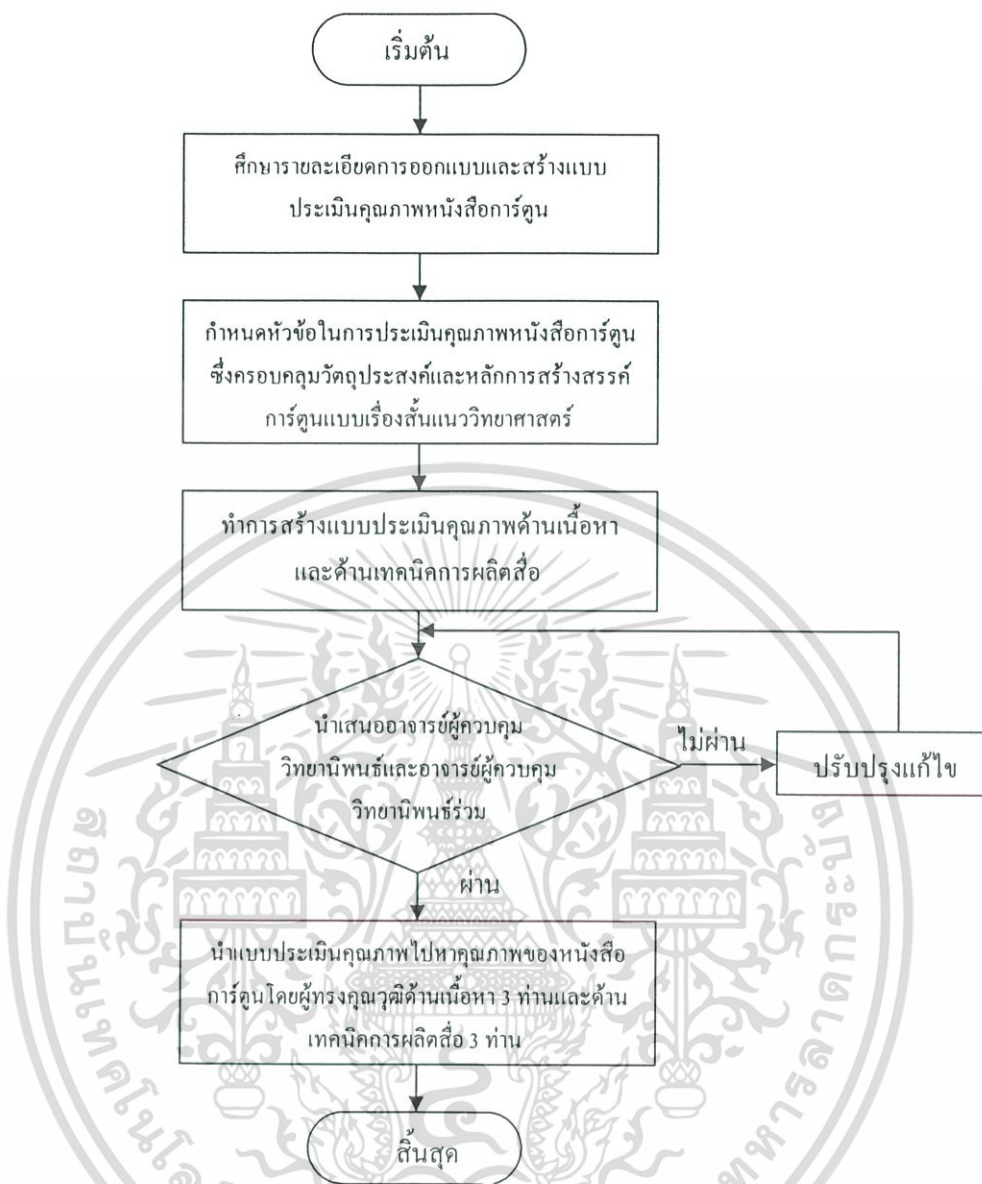 เริ่มต้น
ศึกษารายละเอียดการออกแบบและสร้างแบบ
ประเมินคุณภาพหนังสือการ์ตูน
กำหนดหัวข้อในการประเมินคุณภาพหนังสือการ์ตูน
ซึ่งครอบคลุมวัตถุประสงค์และหลักการสร้างสรรค์
การ์ตูนแบบเรื่องสั้นแนววิทยาศาสตร์
ทำการสร้างแบบประเมินคุณภาพด้านเนื้อหา
และด้านเทคนิคการผลิตสื่อ
นำเสนออาจารย์ผู้ควบคุม
วิทยานิพนธ์และอาจารย์ผู้ควบคุม
วิทยานิพนธ์ร่วม
ไม่ผ่าน
ปรับปรุงแก้ไข
ผ่าน
นำแบบประเมินคุณภาพไปหาคุณภาพของหนังสือ
การ์ตูนโดยผู้ทรงคุณวุฒิด้านเนื้อหา 3 ท่านและด้าน
เทคนิคการผลิตสื่อ 3 ท่าน
สิ้นสุด